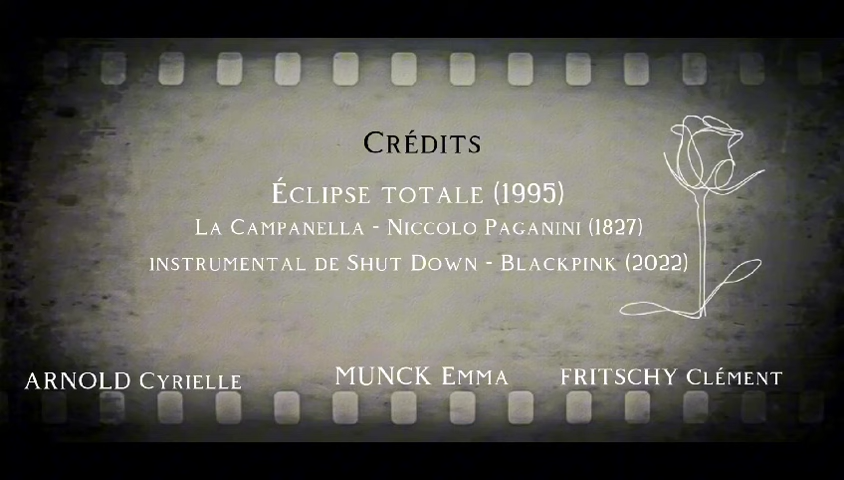 Crédits
Éclipse totale (1995)
La Campanella - Niccolo Paganini (1827)
instrumental de Shut Down - Blackpink (2022)
ARNOLD Cyrielle
MUNCK Emma
FRITSCHY Clément